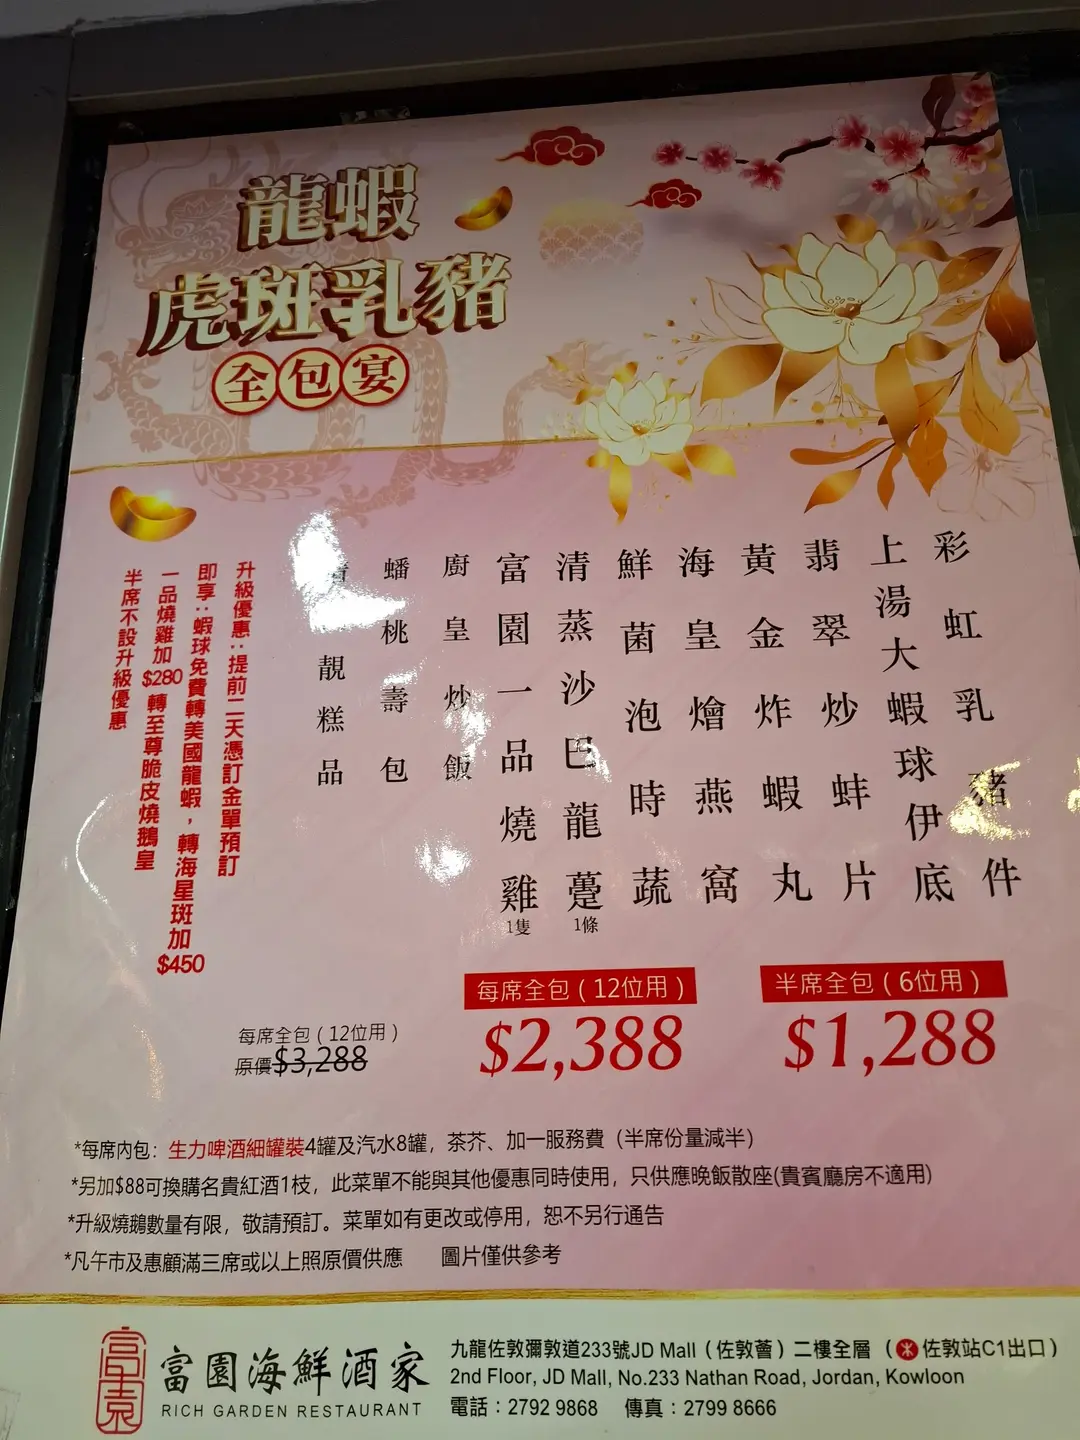 龍蝦
虎斑乳豬
全包宴
彩虹乳豬件
上湯大蝦球伊底
翡翠炒蚌片
黃金炸蝦丸
海皇燴燕窩
鮮菌泡時蔬
清蒸沙巴龍躉
1條
富園一品燒雞
1隻
廚皇炒飯
蟠桃壽包
靚糕品
升級優惠：提前二天憑訂金單預訂
即享：蝦球免費轉美國龍蝦，轉海星斑加$450
一品燒雞加$280轉至尊脆皮燒鵝皇
半席不設升級優惠
每席全包（12位用）
原價$3,288
每席全包（12位用）
$2,388
半席全包（6位用）
$1,288
*每席內包：生力啤酒細罐裝4罐及汽水8罐，茶芥、加一服務費（半席份量減半）
*另加$88可換購名貴紅酒1枝，此菜單不能與其他優惠同時使用，只供應晚飯散座(貴賓廳房不適用)
*升級燒鵝數量有限，敬請預訂。菜單如有更改或停用，恕不另行通告
*凡午市及惠顧滿三席或以上照原價供應 圖片僅供參考
富園
富園海鮮酒家
RICH GARDEN RESTAURANT
九龍佐敦彌敦道233號JD Mall（佐敦薈）二樓全層（佐敦站C1出口）
2nd Floor, JD Mall, No.233 Nathan Road, Jordan, Kowloon
電話：2792 9868 傳真：2799 8666